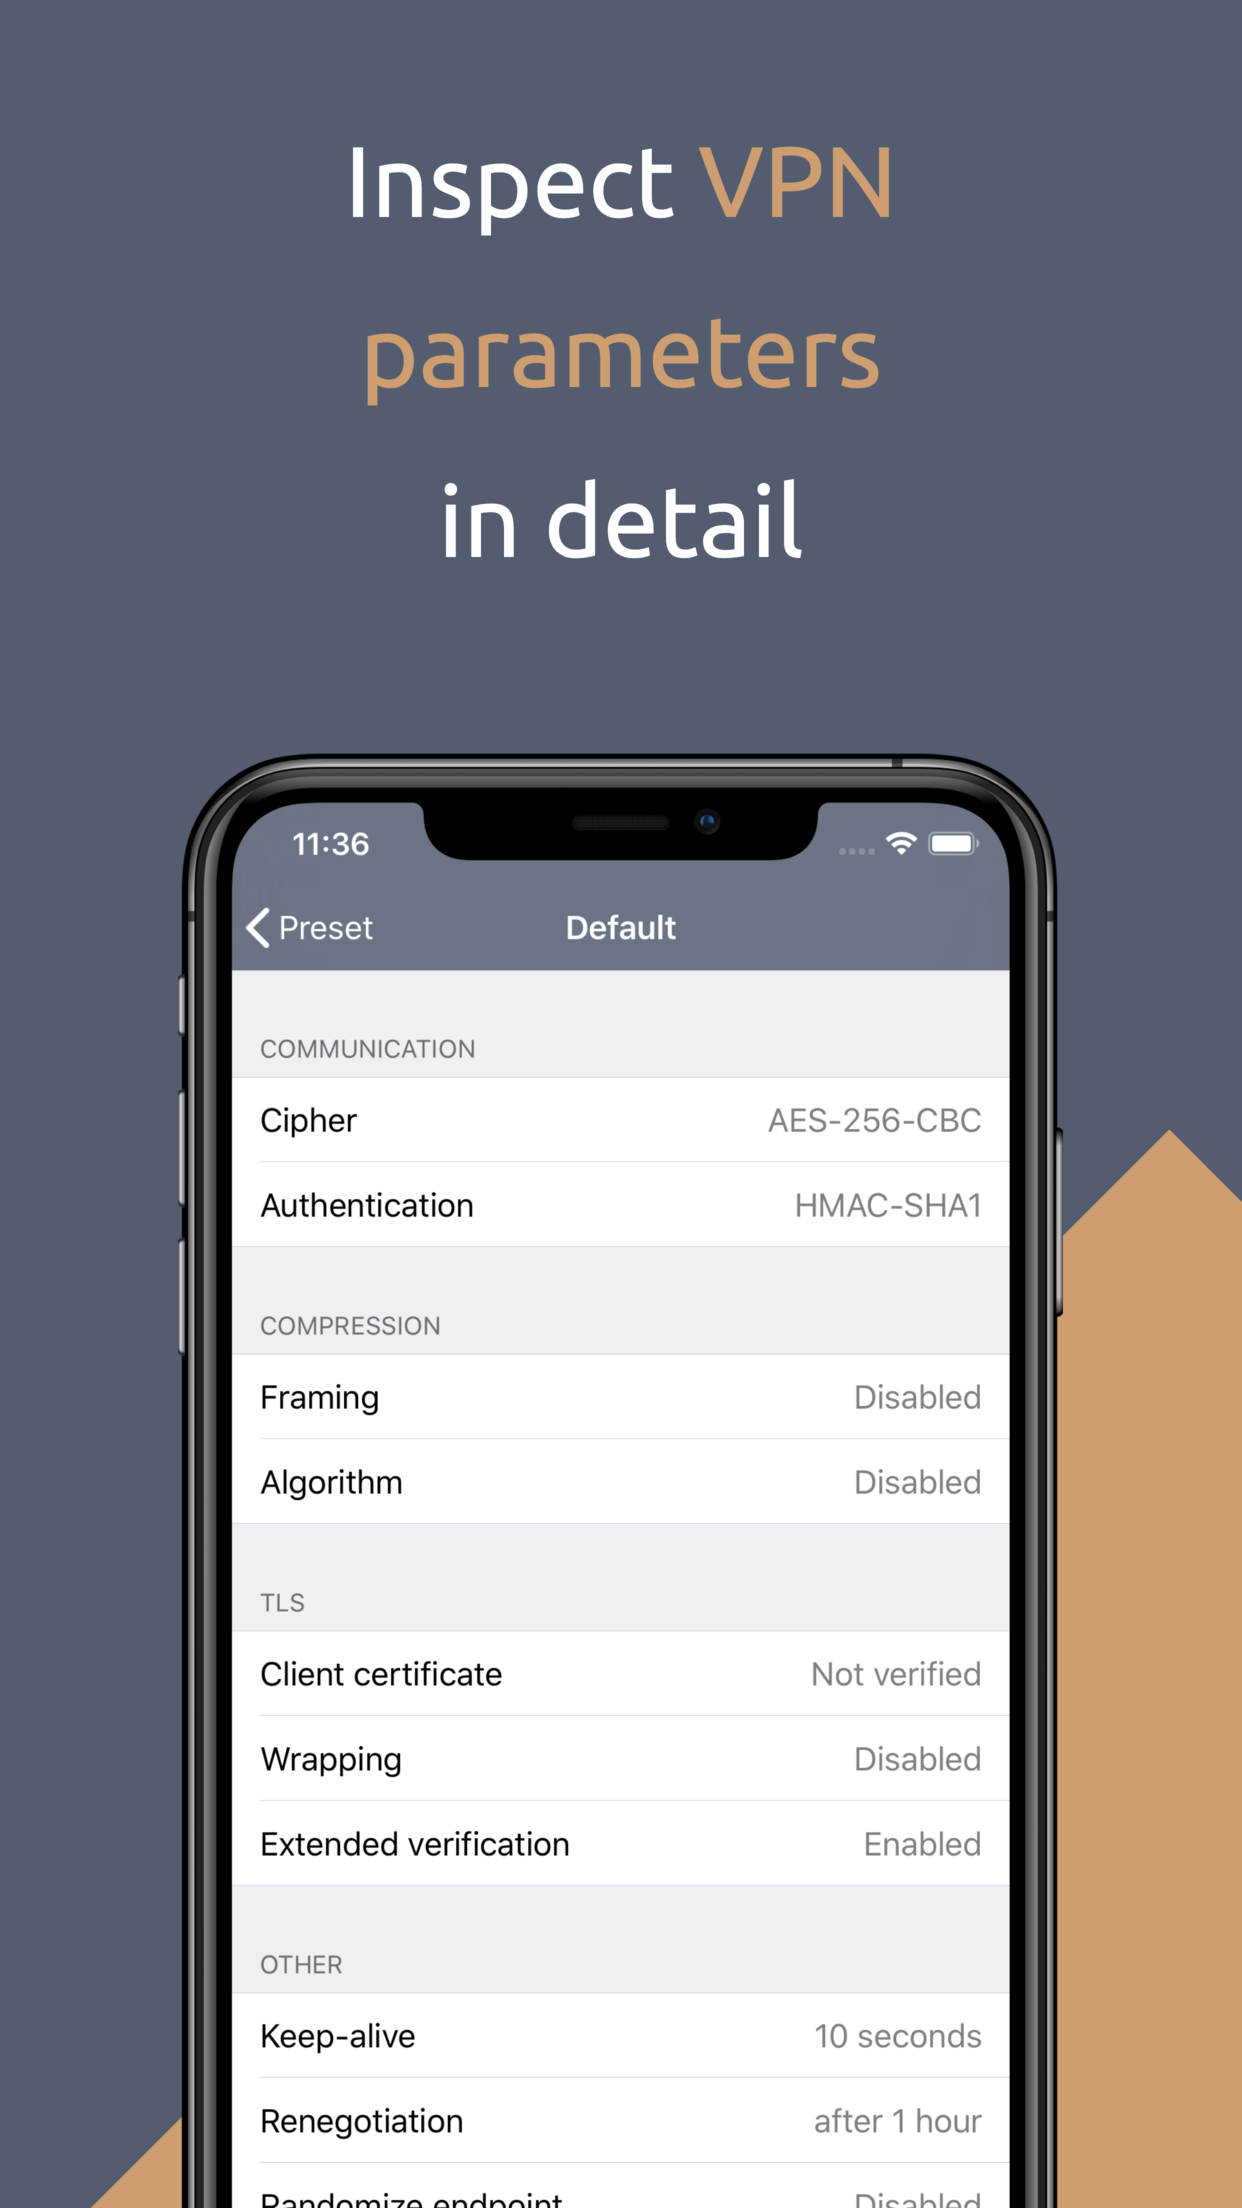 Inspect VPN
parameters
in detail
11:36
Preset
Default
COMMUNICATION
Cipher AES-256-CBC
Authentication HMAC-SHA1
COMPRESSION
Framing Disabled
Algorithm Disabled
TLS
Client certificate Not verified
Wrapping Disabled
Extended verification Enabled
OTHER
Keep-alive 10 seconds
Renegotiation after 1 hour
Randomize endpoint Disabled